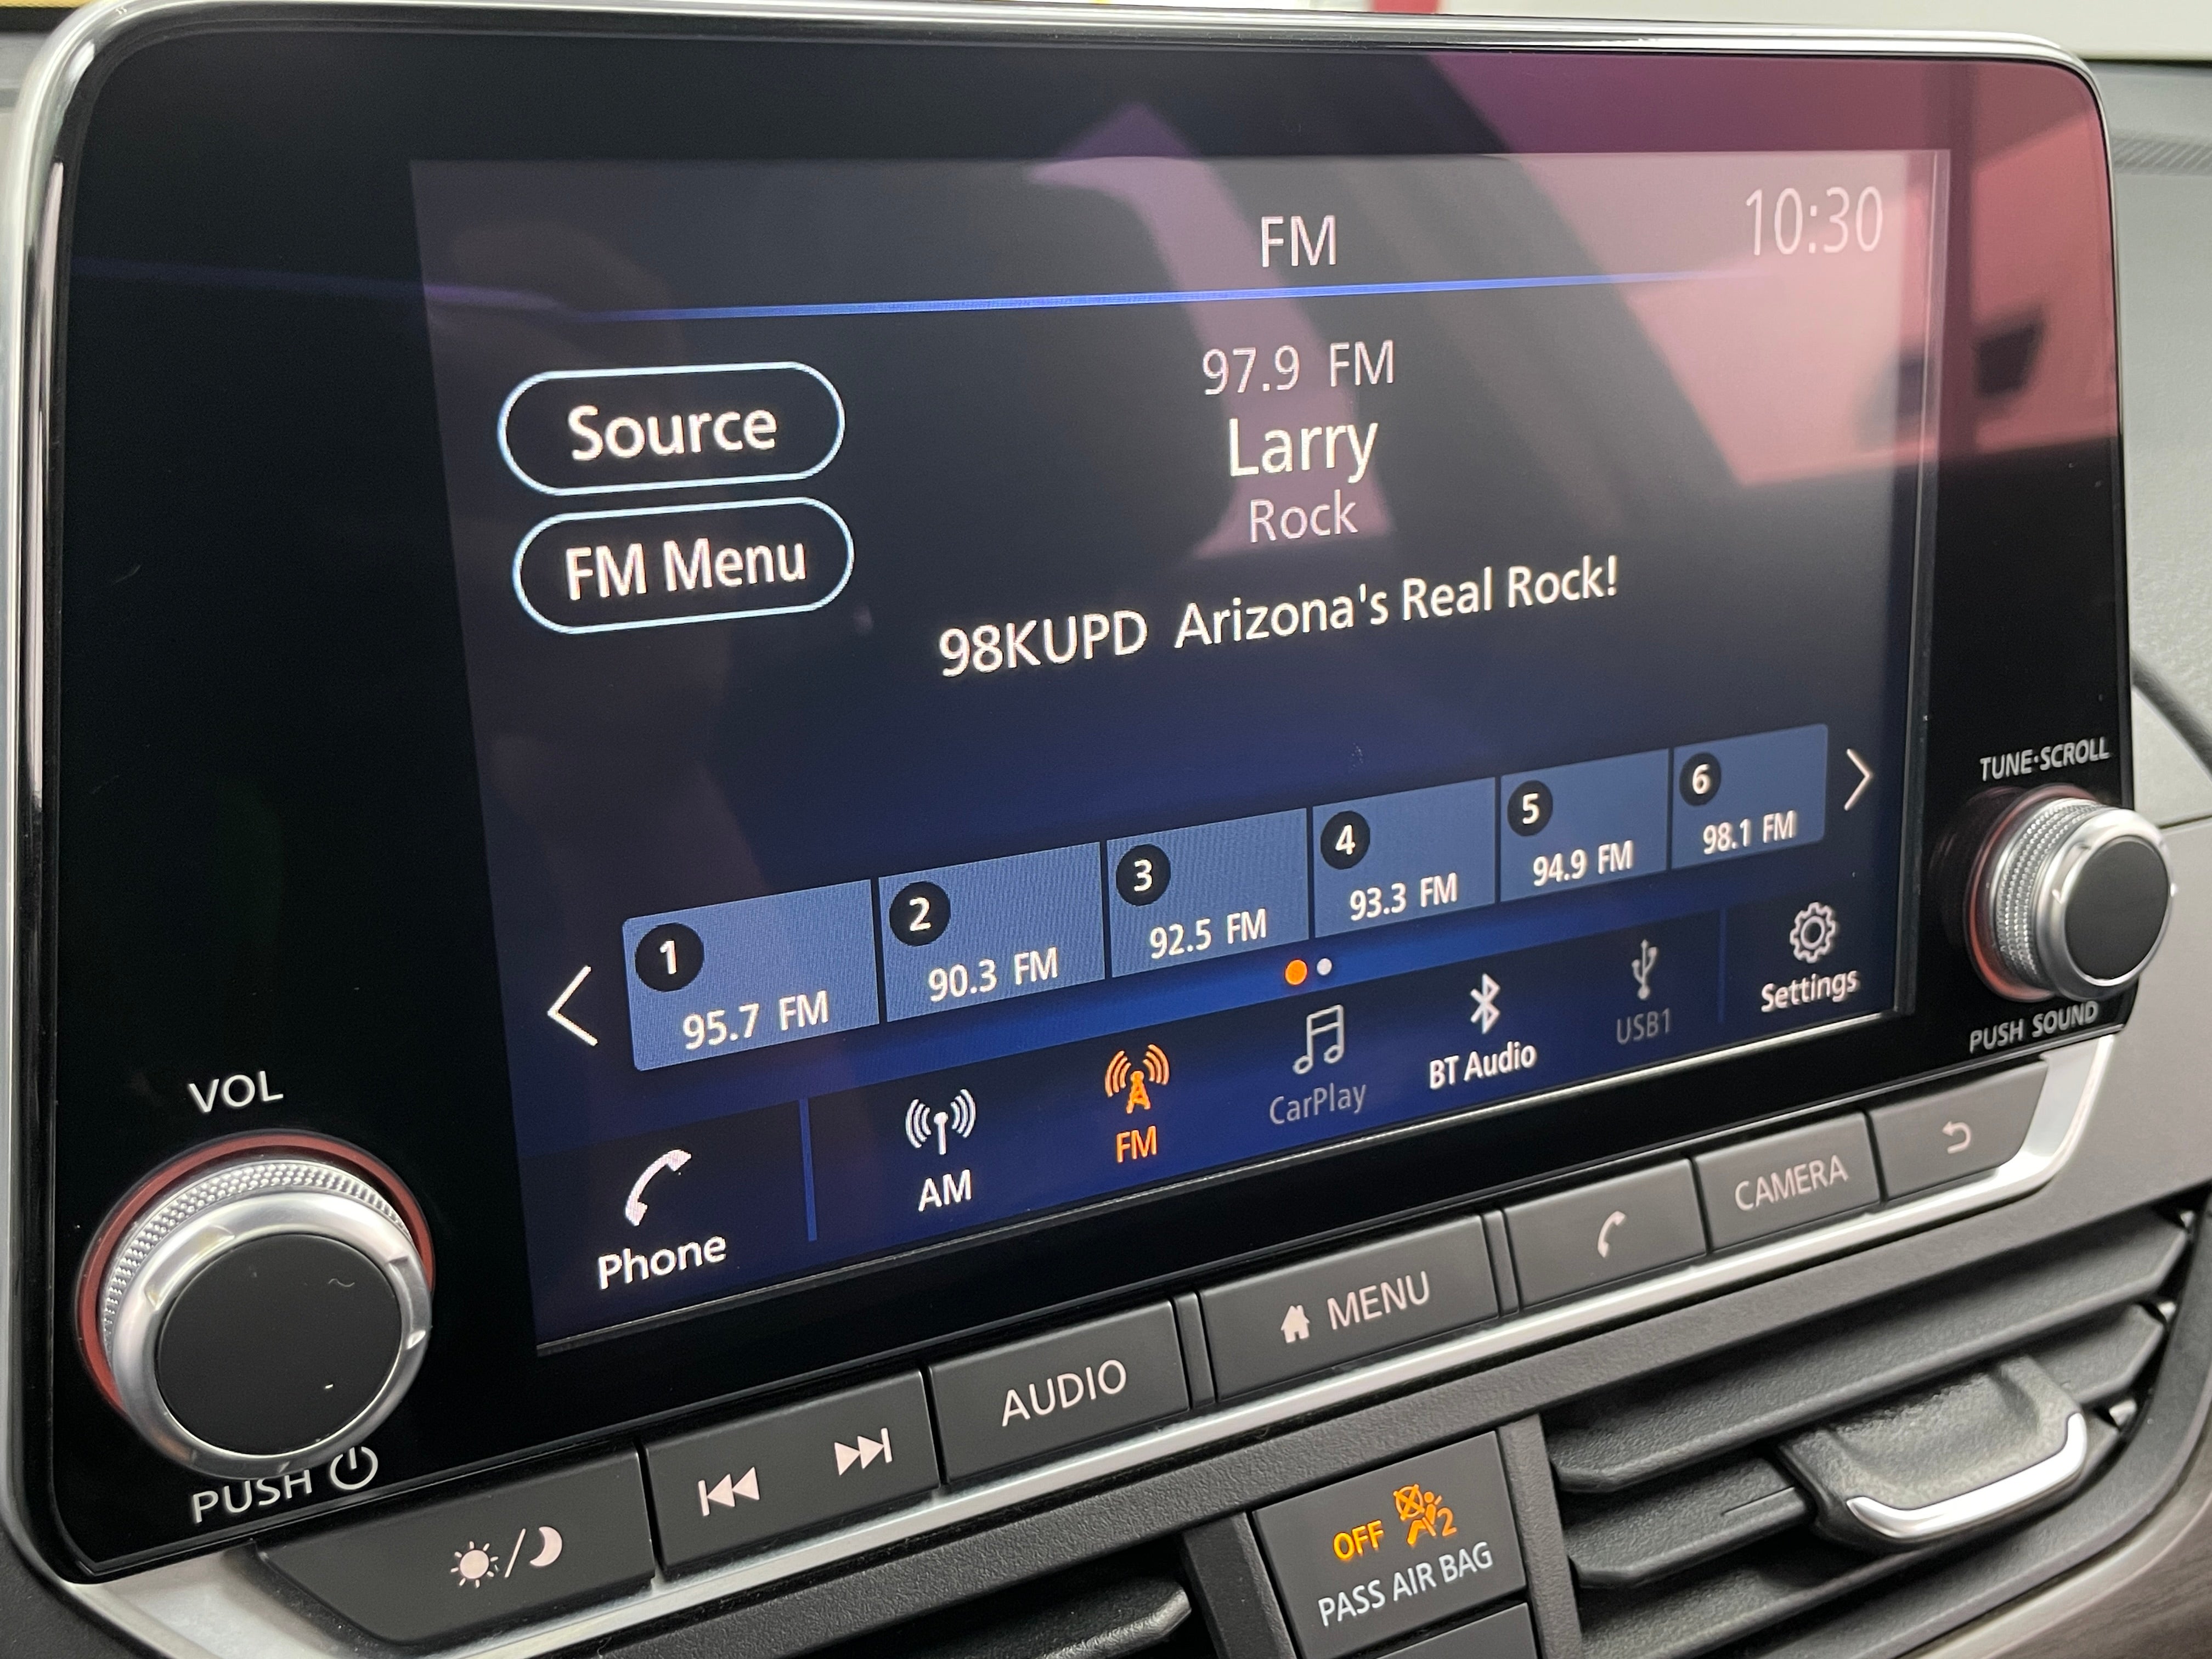 FM
10:30
Source
97.9 FM
Larry
Rock
FM Menu
98KUPD Arizona's Real Rock!
1
95.7 FM
2
90.3 FM
3
92.5 FM
4
93.3 FM
5
94.9 FM
6
98.1 FM
Phone
AM
FM
CarPlay
BT Audio
USB1
Settings
VOL
PUSH
TUNE·SCROLL
PUSH SOUND
AUDIO
MENU
CAMERA
OFF
2
PASS AIR BAG